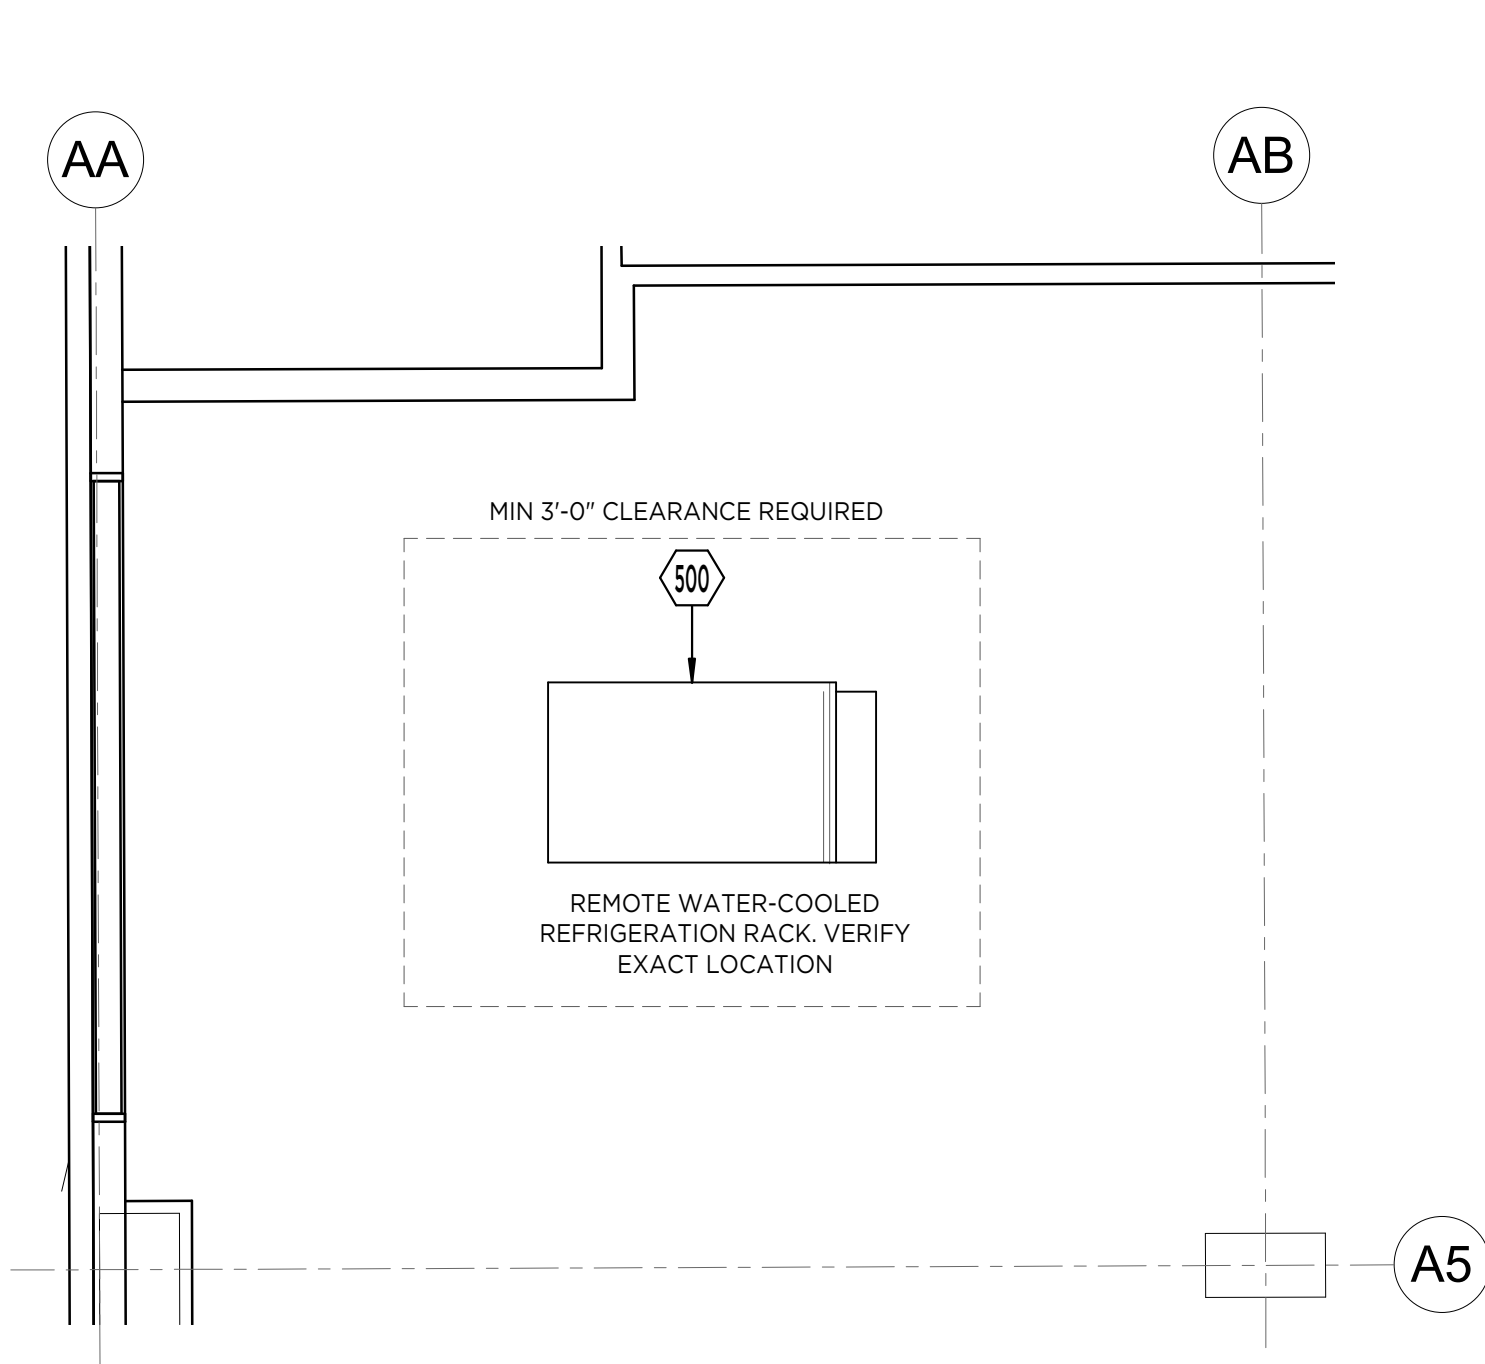 AA
AB
MIN 3'-0" CLEARANCE REQUIRED
500
REMOTE WATER-COOLED
REFRIGERATION RACK. VERIFY
EXACT LOCATION
A5